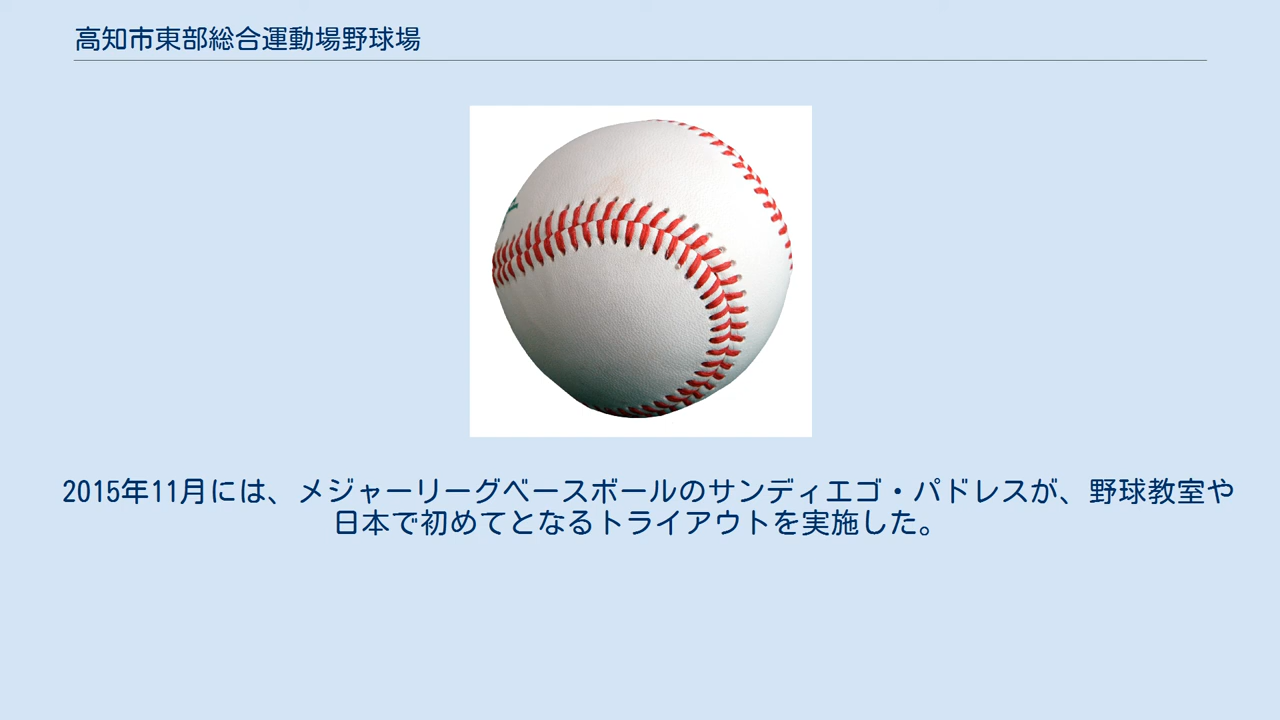 高知市東部総合運動場野球場
2015年11月には、メジャーリーグベースボールのサンディエゴ・パドレスが、野球教室や
日本で初めてとなるトライアウトを実施した。